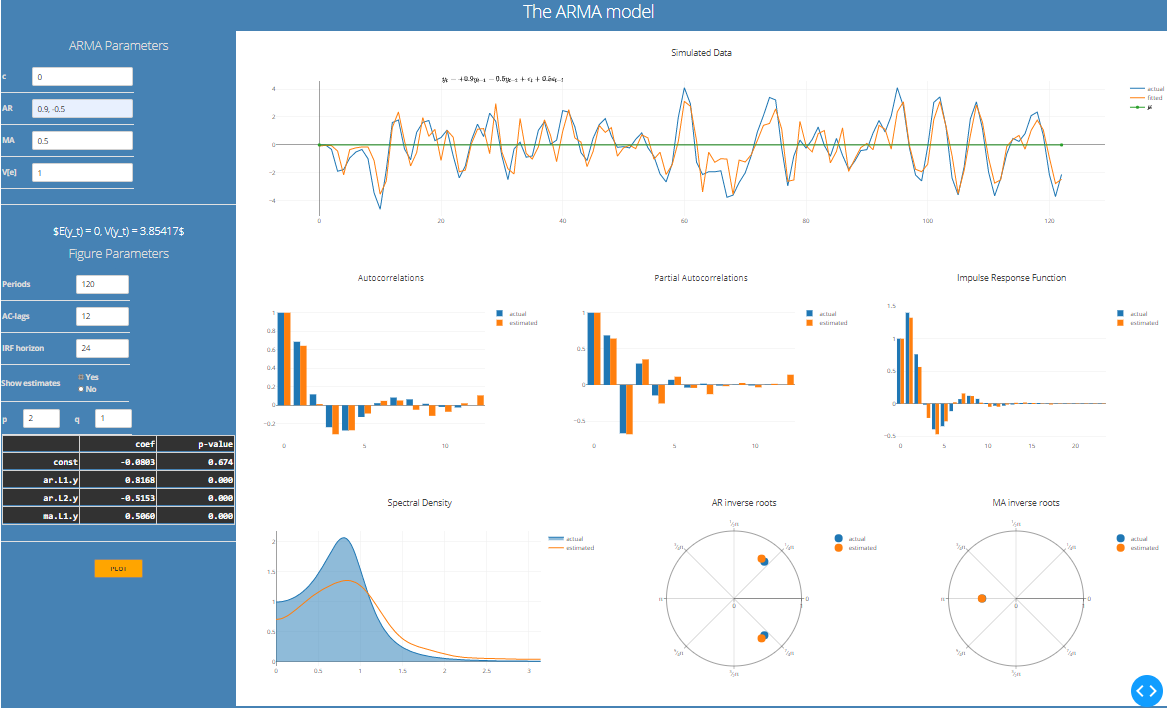 The ARMA model
ARMA Parameters
c 0
AR 0.9, -0.5
MA 0.5
V[e] 1
$E(y_t) = 0, V(y_t) = 3.85417$
Figure Parameters
Periods 120
AC-lags 12
IRF horizon 24
Show estimates Yes
No
p 2 q 1
coef p-value
const -0.0803 0.674
ar.L1.y 0.8168 0.000
ar.L2.y -0.5153 0.000
ma.L1.y 0.5060 0.000
PLOT
Simulated Data
actual
fitted
4
2
0
−2
−4
0 20 40 60 80 100 120
Autocorrelations
actual
estimated
1
0.8
0.6
0.4
0.2
0
−0.2
0 5 10
Partial Autocorrelations
actual
estimated
1
0.5
0
−0.5
0 5 10
Impulse Response Function
actual
estimated
1.5
1
0.5
0
−0.5
0 5 10 15 20
Spectral Density
actual
estimated
2
1.5
1
0.5
0
0 0.5 1 1.5 2 2.5 3
AR inverse roots
actual
estimated
π
0
0 1
MA inverse roots
actual
estimated
π
0
0 1